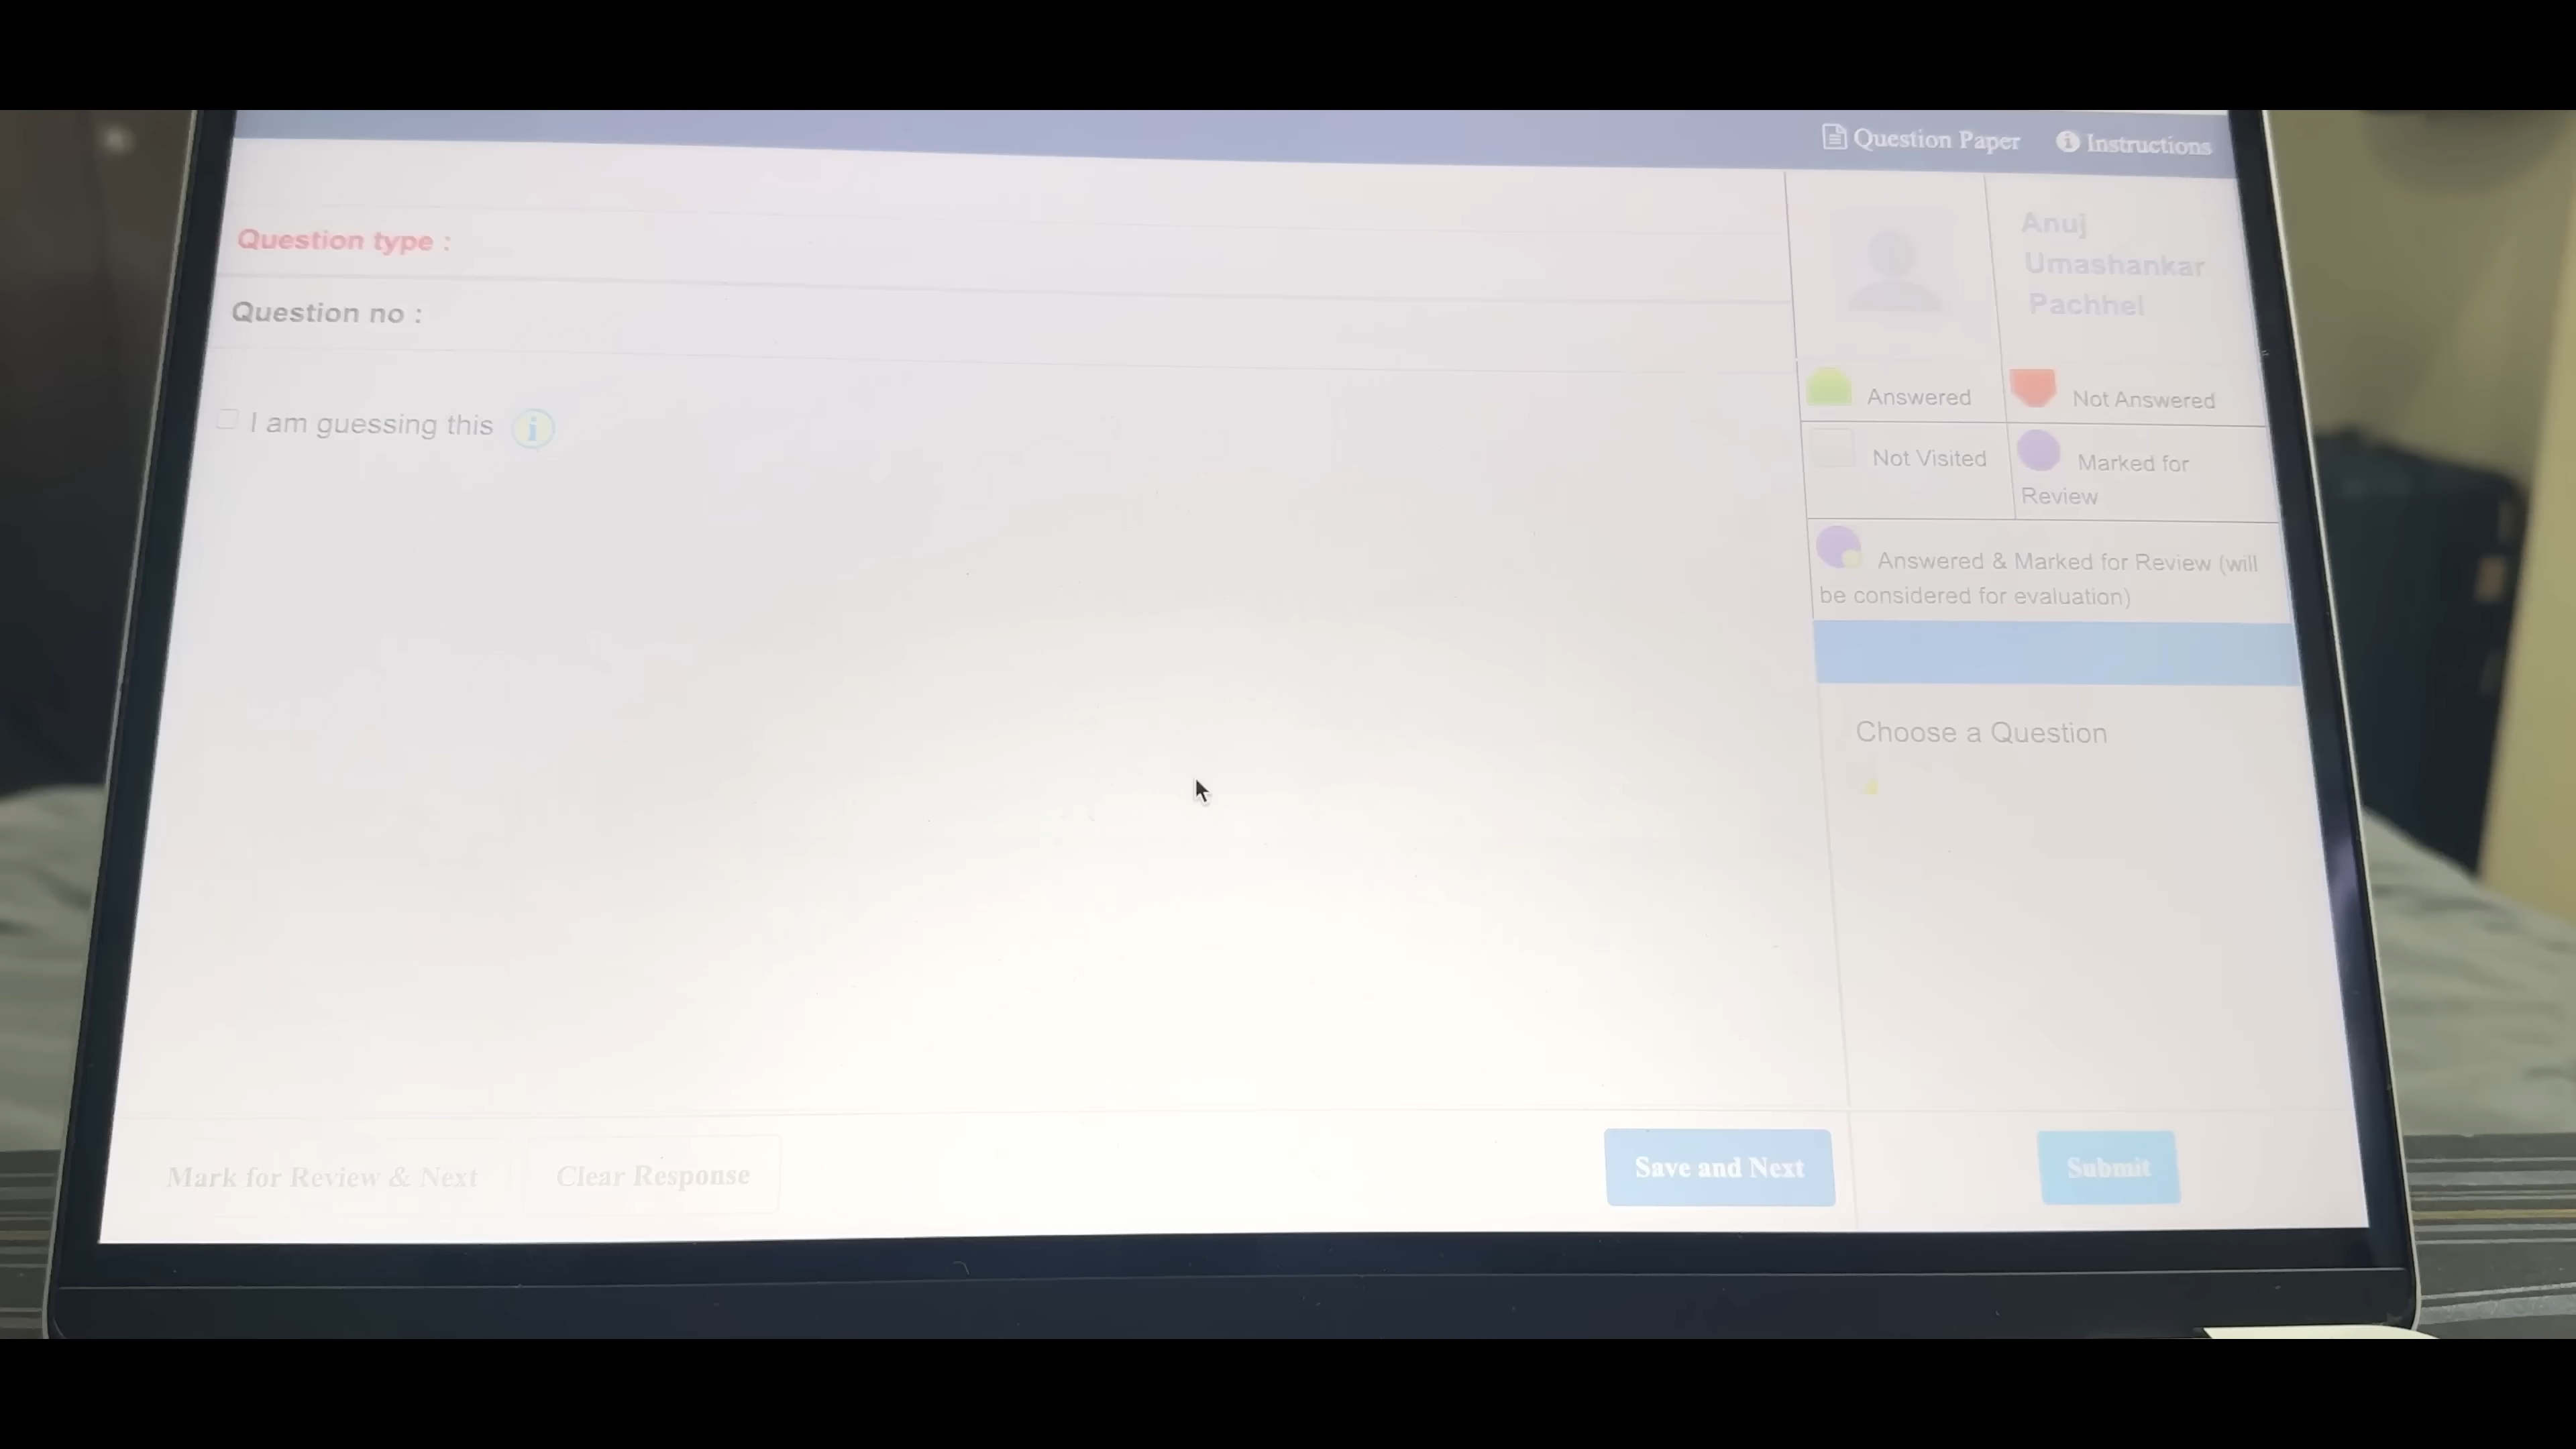 Question Paper
Instructions
Question type :
Question no :
I am guessing this
Anuj
Umashankar
Pachhel
Answered
Not Answered
Not Visited
Marked for
Review
Answered & Marked for Review (will
be considered for evaluation)
Choose a Question
Mark for Review & Next
Clear Response
Save and Next
Submit